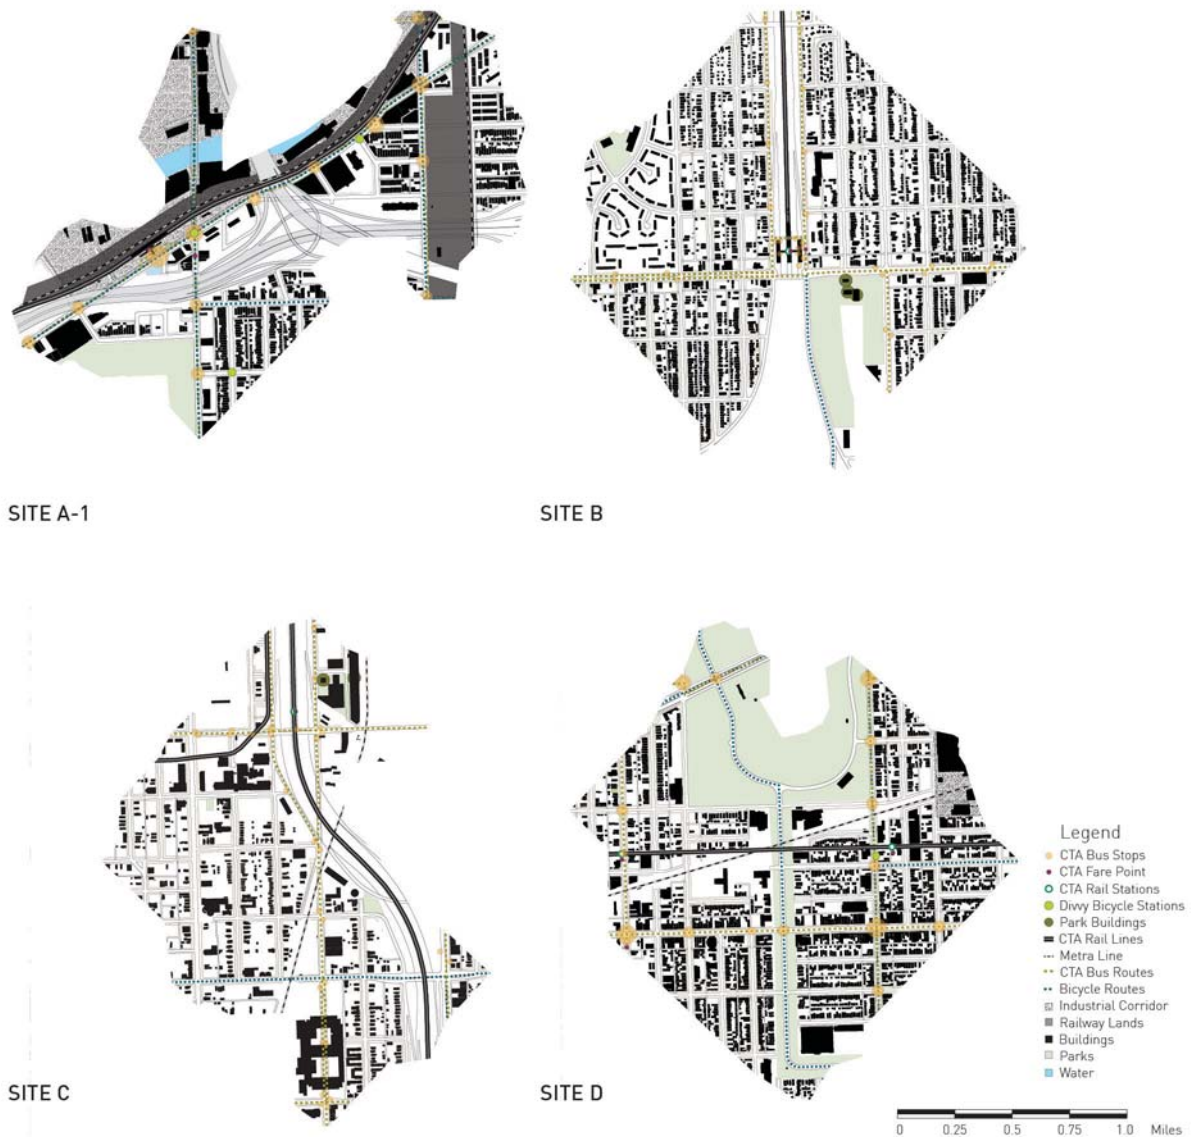 SITE A-1
SITE B
SITE C
SITE D
Legend
CTA Bus Stops
CTA Fare Point
CTA Rail Stations
Divvy Bicycle Stations
Park Buildings
CTA Rail Lines
Metra Line
CTA Bus Routes
Bicycle Routes
Industrial Corridor
Railway Lands
Buildings
Parks
Water
0 0.25 0.5 0.75 1.0 Miles